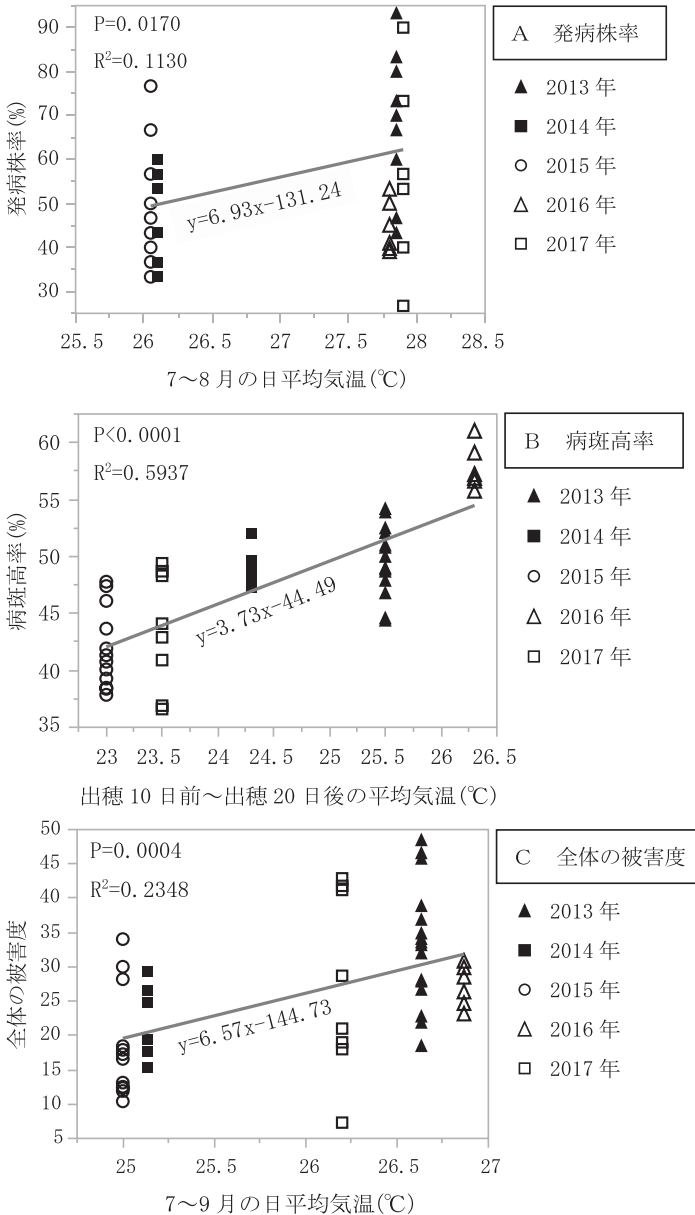 A 発病株率
P=0.0170
R²=0.1130
y=6.93x-131.24
発病株率(%)
90
80
70
60
50
40
30
25.5 26 26.5 27 27.5 28 28.5
7～8月の日平均気温(℃)
▲ 2013年
■ 2014年
○ 2015年
△ 2016年
□ 2017年
B 病斑高率
P<0.0001
R²=0.5937
y=3.73x-44.49
病斑高率(%)
60
55
50
45
40
35
23 23.5 24 24.5 25 25.5 26 26.5
出穂10日前～出穂20日後の平均気温(℃)
▲ 2013年
■ 2014年
○ 2015年
△ 2016年
□ 2017年
C 全体の被害度
P=0.0004
R²=0.2348
y=6.57x-144.73
全体の被害度
50
45
40
35
30
25
20
15
10
5
25 25.5 26 26.5 27
7～9月の日平均気温(℃)
▲ 2013年
■ 2014年
○ 2015年
△ 2016年
□ 2017年